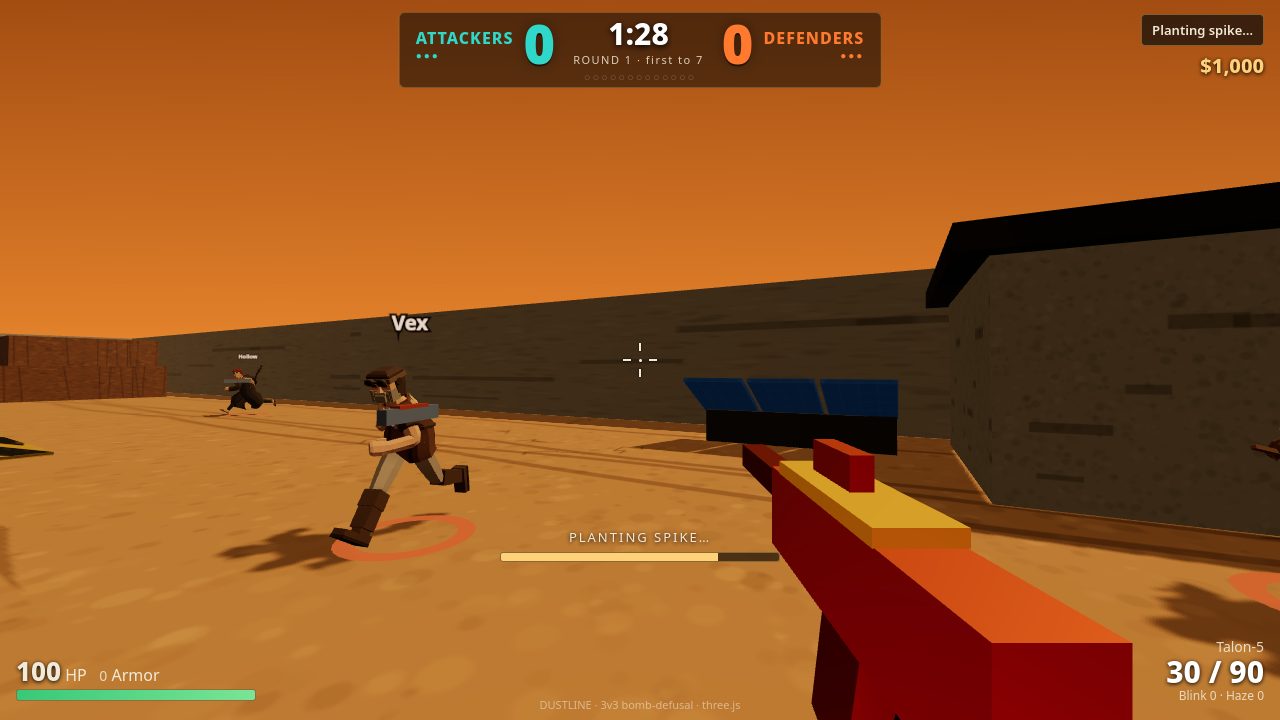 ATTACKERS 0 1:28 0 DEFENDERS
ROUND 1 · first to 7
Planting spike...
$1,000
Vex
Hollow
PLANTING SPIKE...
100 HP 0 Armor
Talon-5
30 / 90
Blink 0 · Haze 0
DUSTLINE · 3v3 bomb-defusal · three.js